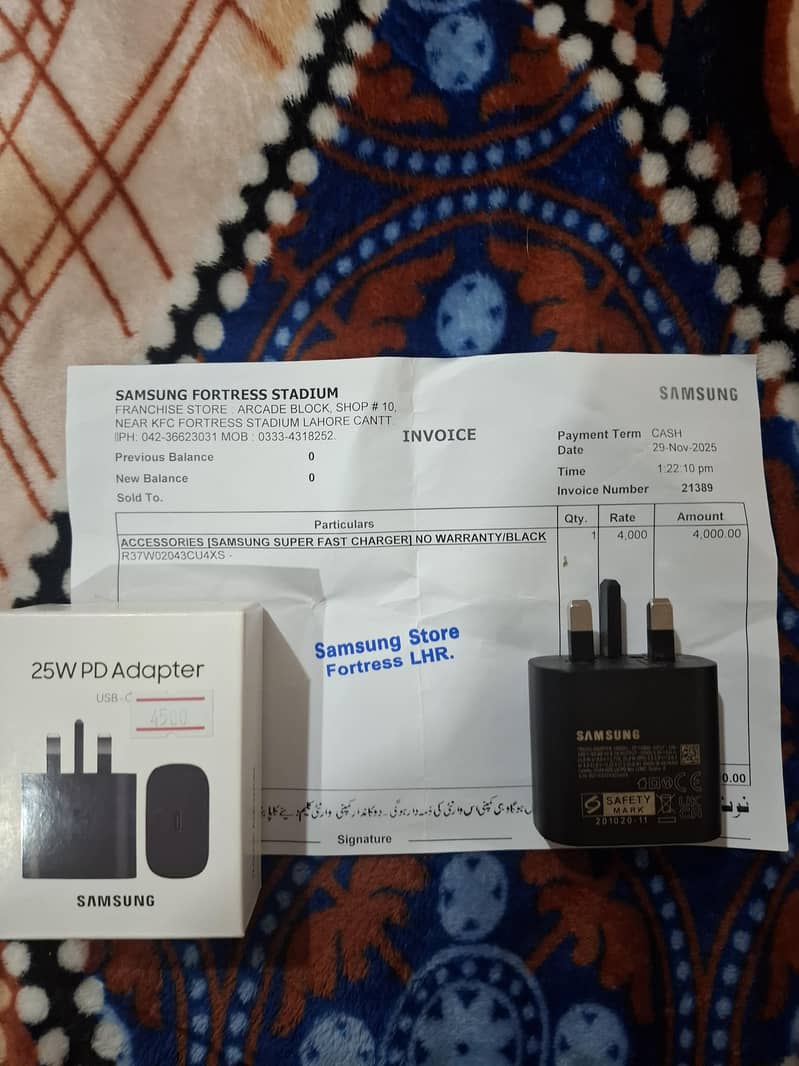 SAMSUNG FORTRESS STADIUM
SAMSUNG
FRANCHISE STORE : ARCADE BLOCK, SHOP # 10,
NEAR KFC FORTRESS STADIUM LAHORE CANTT.
PH: 042-36623031 MOB : 0333-4318252.
INVOICE
Payment Term CASH
Date 29-Nov-2025
Time 1:22:10 pm
Invoice Number 21389
Previous Balance 0
New Balance 0
Sold To.
Particulars Qty. Rate Amount
ACCESSORIES [SAMSUNG SUPER FAST CHARGER] NO WARRANTY/BLACK 1 4,000 4,000.00
R37W02043CU4XS -
Samsung Store
Fortress LHR.
0.00
Signature
25W PD Adapter
USB-C
4500
SAMSUNG
SAMSUNG
SAFETY
MARK
201020-11
UK
CA